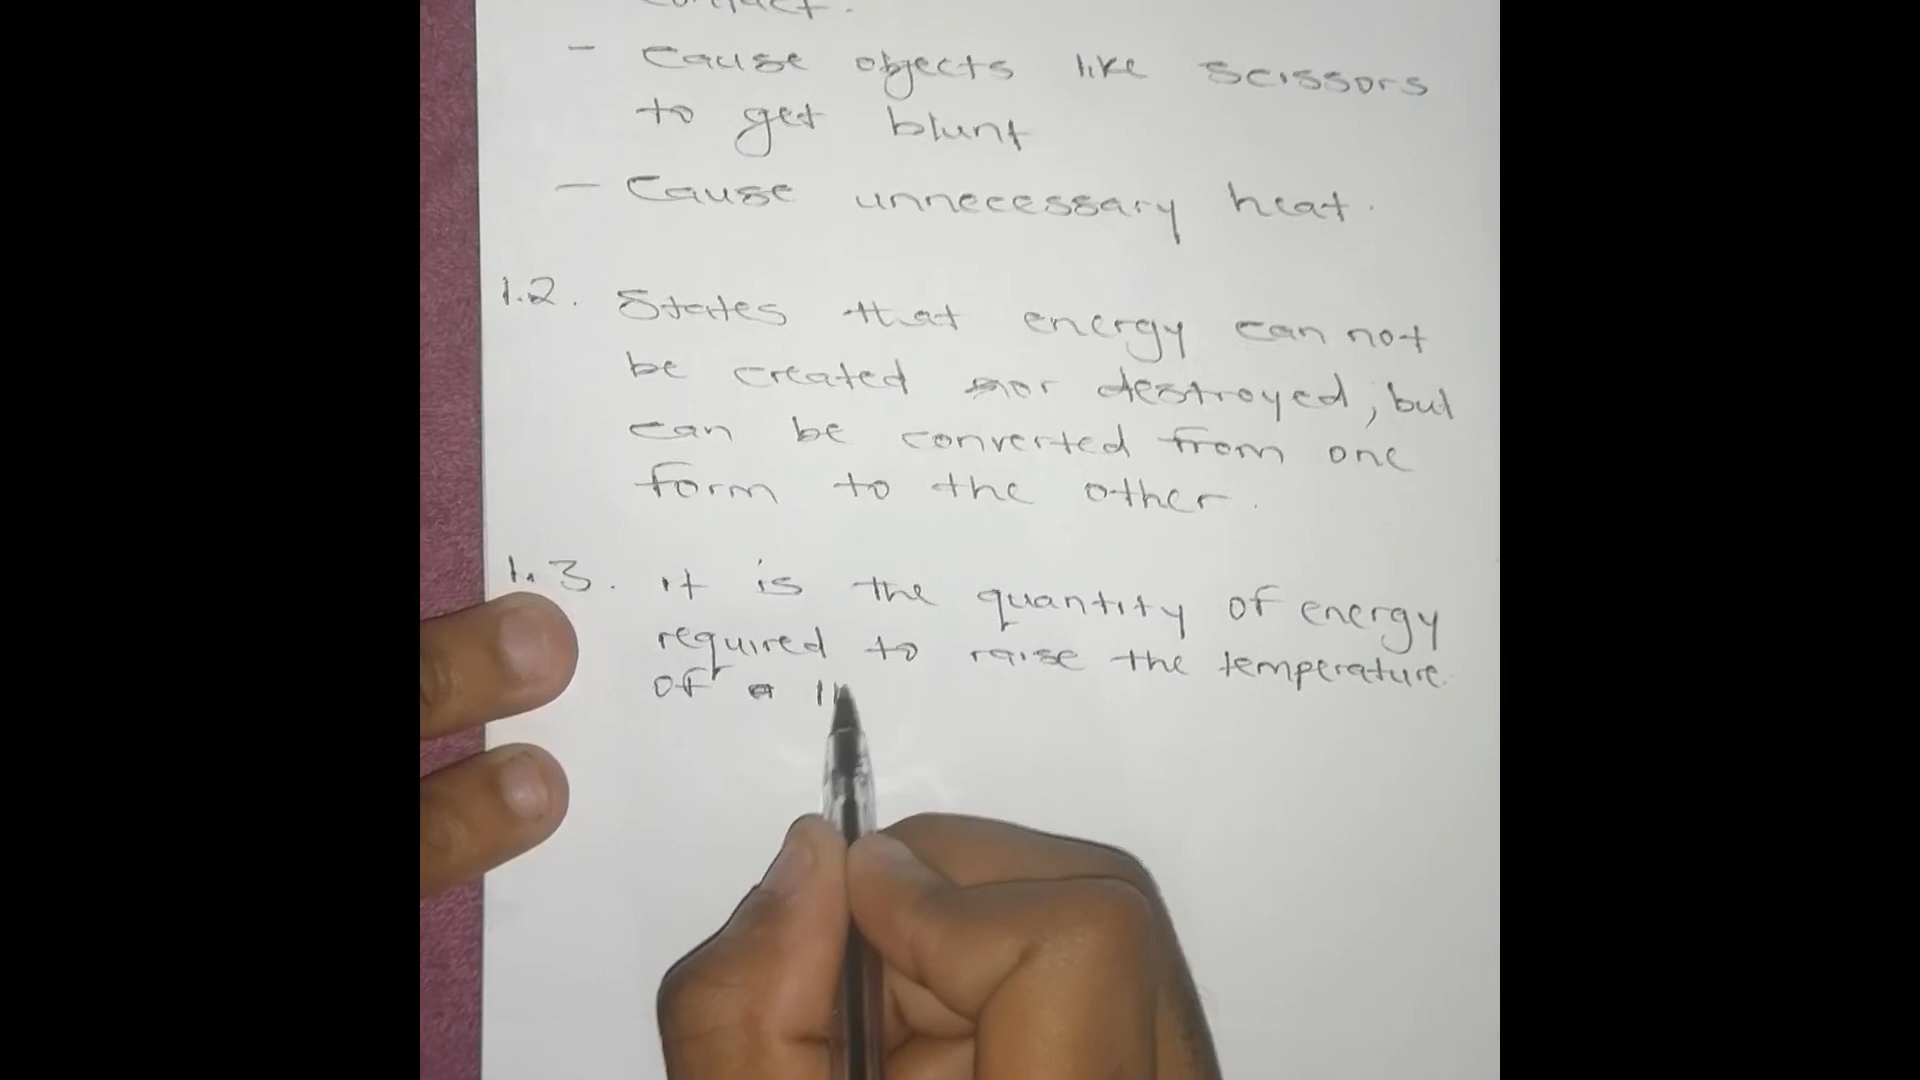 contact.
- Cause objects like scissors
to get blunt
- Cause unnecessary heat.
1.2. States that energy can not
be created nor destroyed, but
can be converted from one
form to the other.
1.3. it is the quantity of energy
required to raise the temperature
of